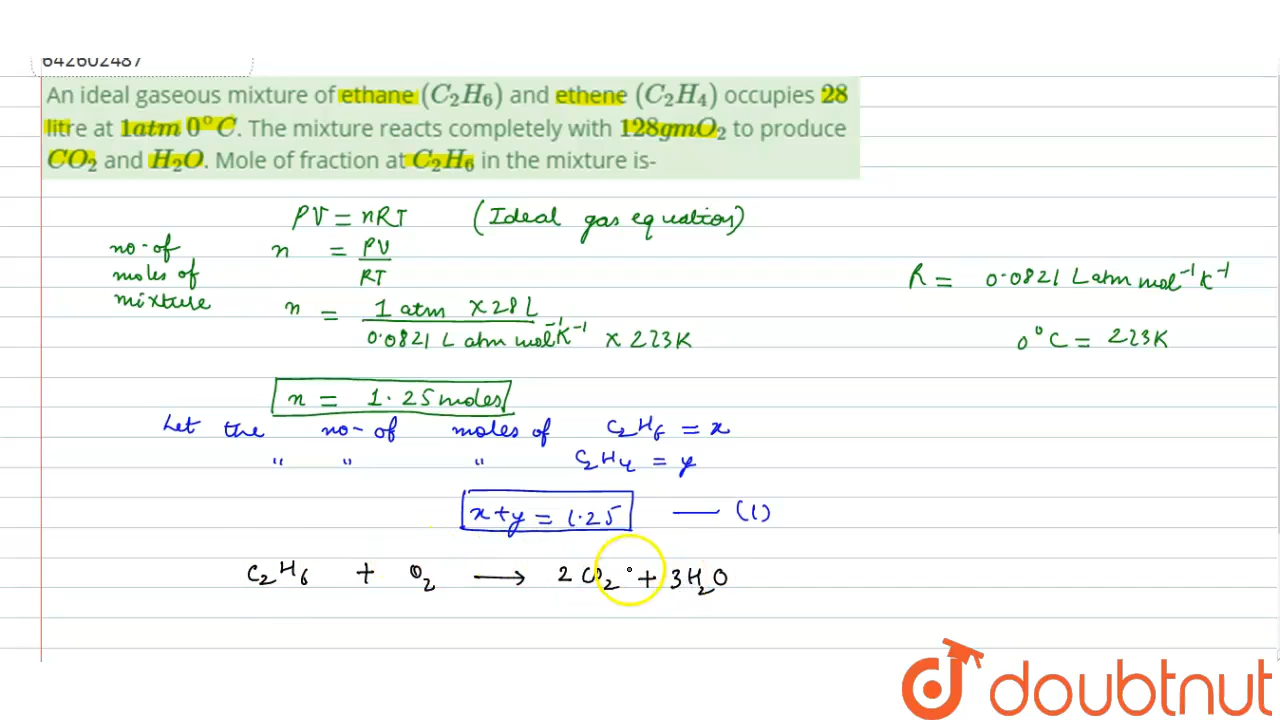 642602487
An ideal gaseous mixture of ethane (C₂H₆) and ethene (C₂H₄) occupies 28
litre at 1atm 0°C. The mixture reacts completely with 128gmO₂ to produce
CO₂ and H₂O. Mole of fraction at C₂H₆ in the mixture is-
PV = nRT (Ideal gas equation)
no-of moles of mixture
n = PV/RT
n = 1 atm × 28 L / 0.0821 L atm mol⁻¹ K⁻¹ × 273K
R = 0.0821 L atm mol⁻¹ K⁻¹
0°C = 273K
n = 1.25 moles
Let the no-of moles of C₂H₆ = x
" " " C₂H₄ = y
x+y = 1.25 — (1)
C₂H₆ + O₂ ⟶ 2CO₂ + 3H₂O
doubtnut